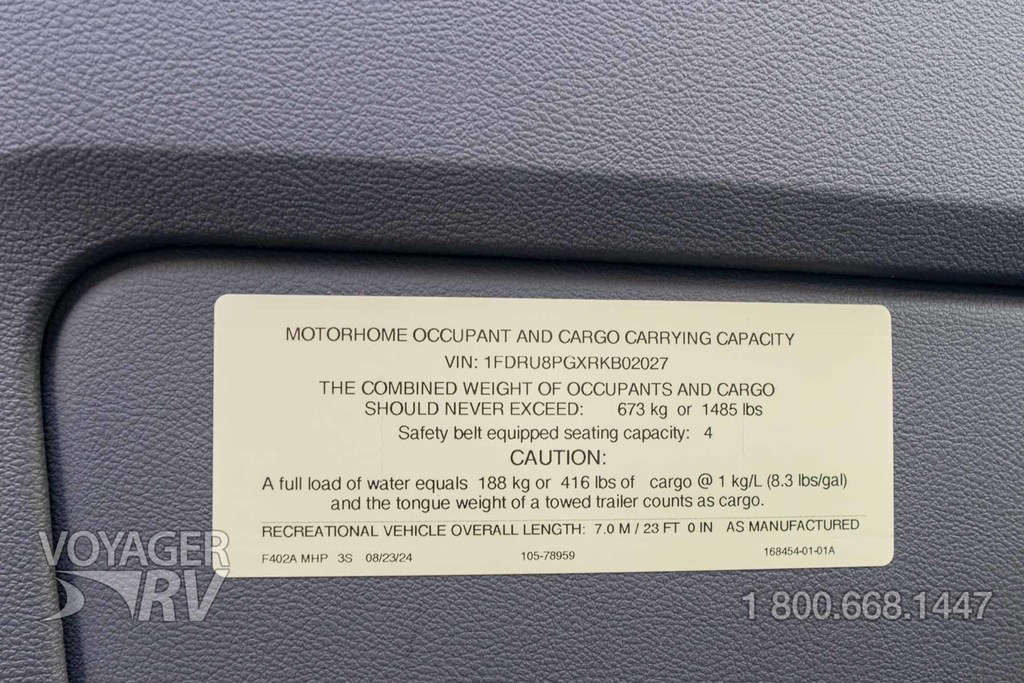 MOTORHOME OCCUPANT AND CARGO CARRYING CAPACITY
VIN: 1FDRU8PGXRKB02027
THE COMBINED WEIGHT OF OCCUPANTS AND CARGO
SHOULD NEVER EXCEED: 673 kg or 1485 lbs
Safety belt equipped seating capacity: 4
CAUTION:
A full load of water equals 188 kg or 416 lbs of cargo @ 1 kg/L (8.3 lbs/gal)
and the tongue weight of a towed trailer counts as cargo.
RECREATIONAL VEHICLE OVERALL LENGTH: 7.0 M / 23 FT 0 IN AS MANUFACTURED
F402A MHP 3S 08/23/24 105-78959 168454-01-01A
VOYAGER
RV
1 800.668.1447